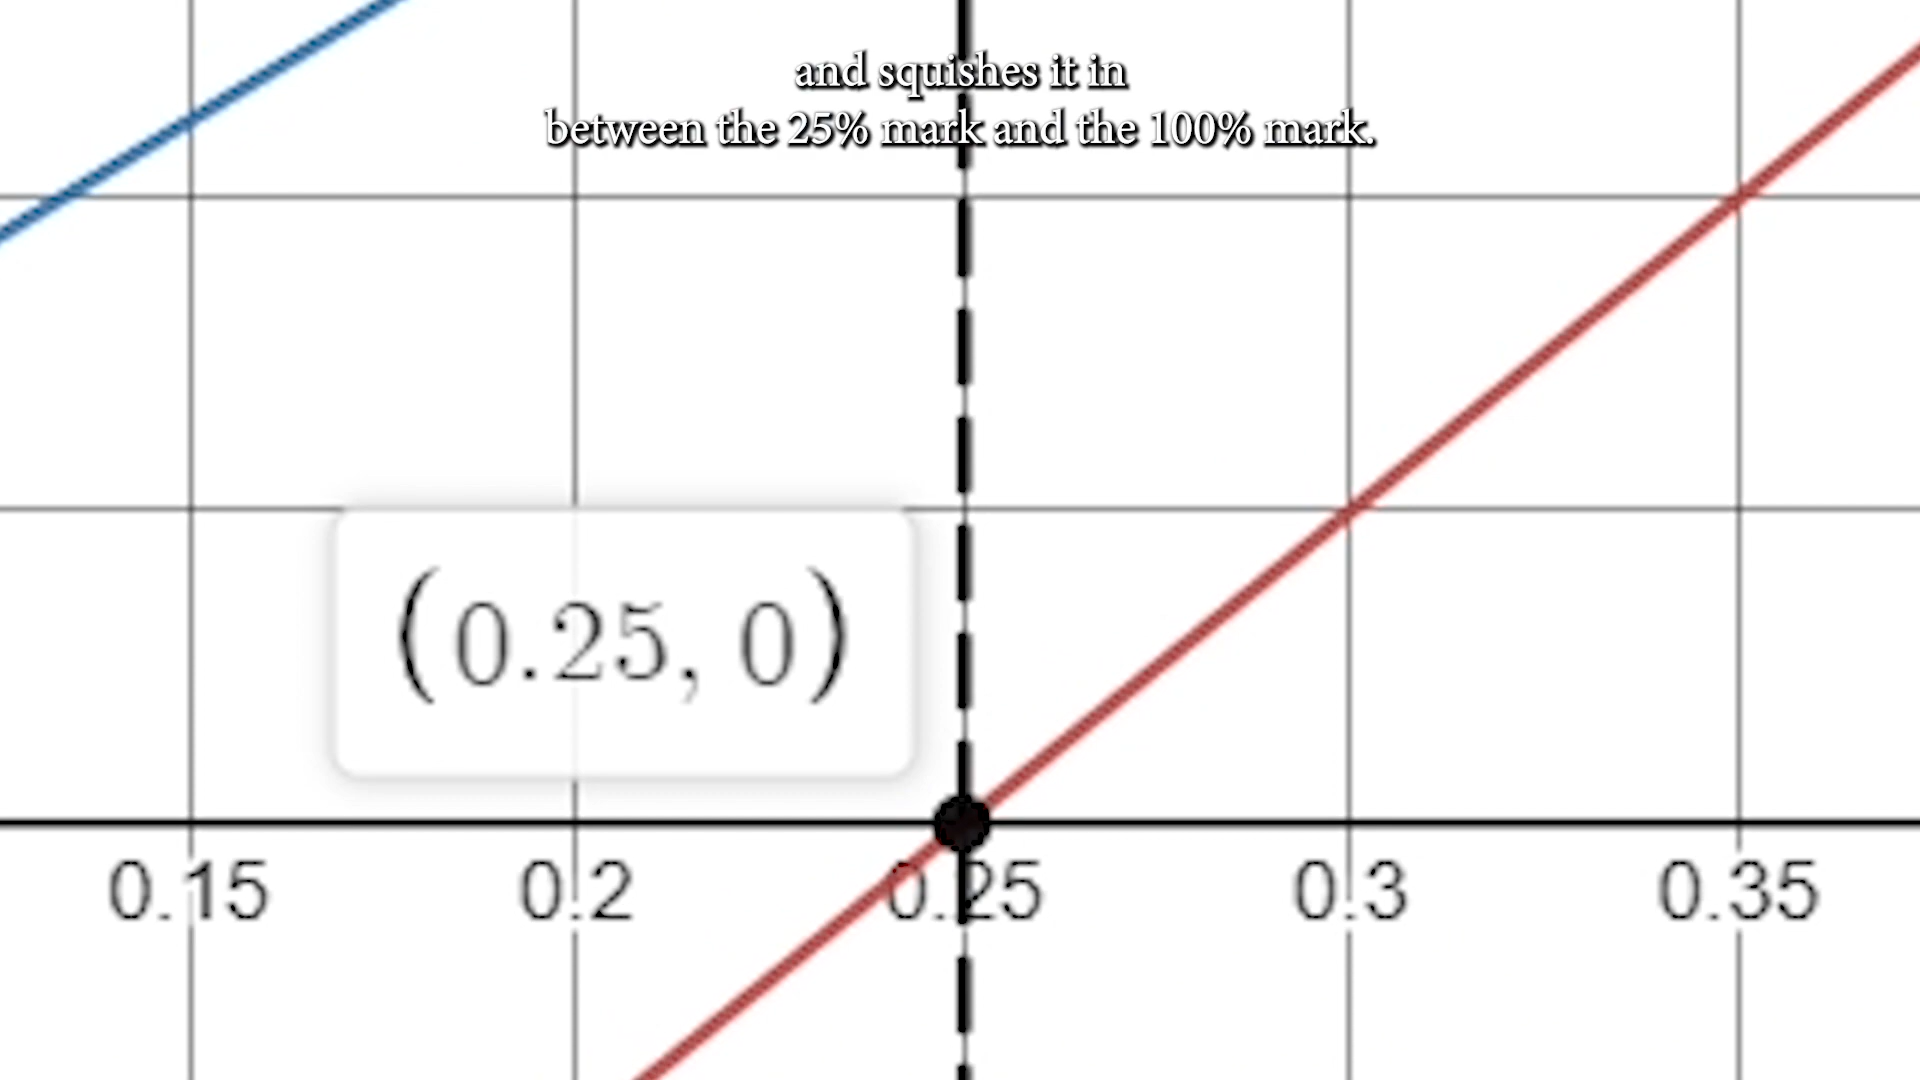 and squishes it in
between the 25% mark and the 100% mark.
(0.25, 0)
0.15 0.2 0.25 0.3 0.35